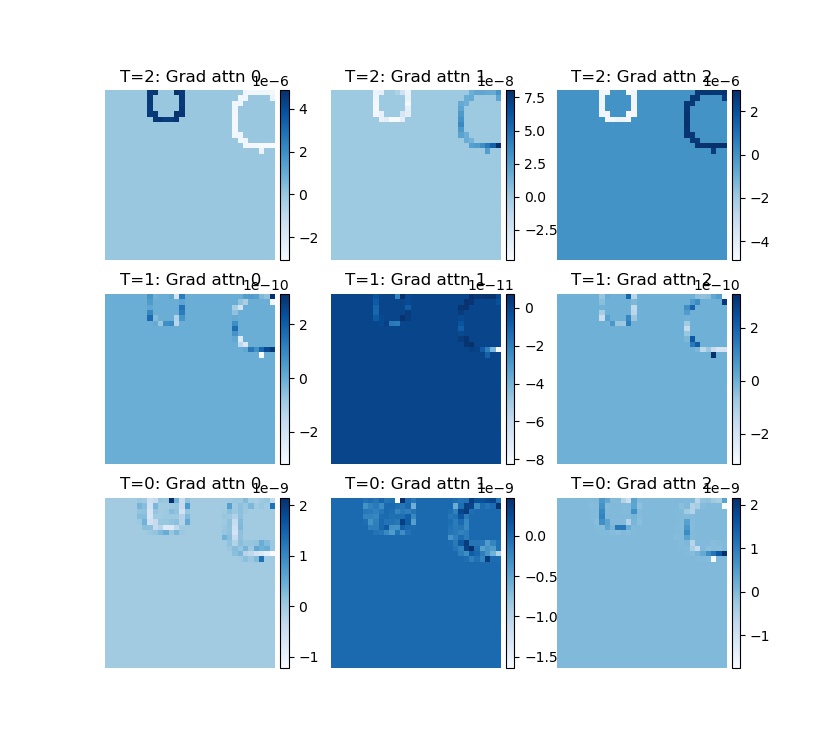 T=2: Grad attn 0
1e−6
T=2: Grad attn 1
1e−8
T=2: Grad attn 2
1e−6
4
2
0
−2
7.5
5.0
2.5
0.0
−2.5
2
0
−2
−4
T=1: Grad attn 0
1e−10
T=1: Grad attn 1
1e−11
T=1: Grad attn 2
1e−10
2
0
−2
0
−2
−4
−6
−8
2
0
−2
T=0: Grad attn 0
1e−9
T=0: Grad attn 1
1e−9
T=0: Grad attn 2
1e−9
2
1
0
−1
0.0
−0.5
−1.0
−1.5
2
1
0
−1